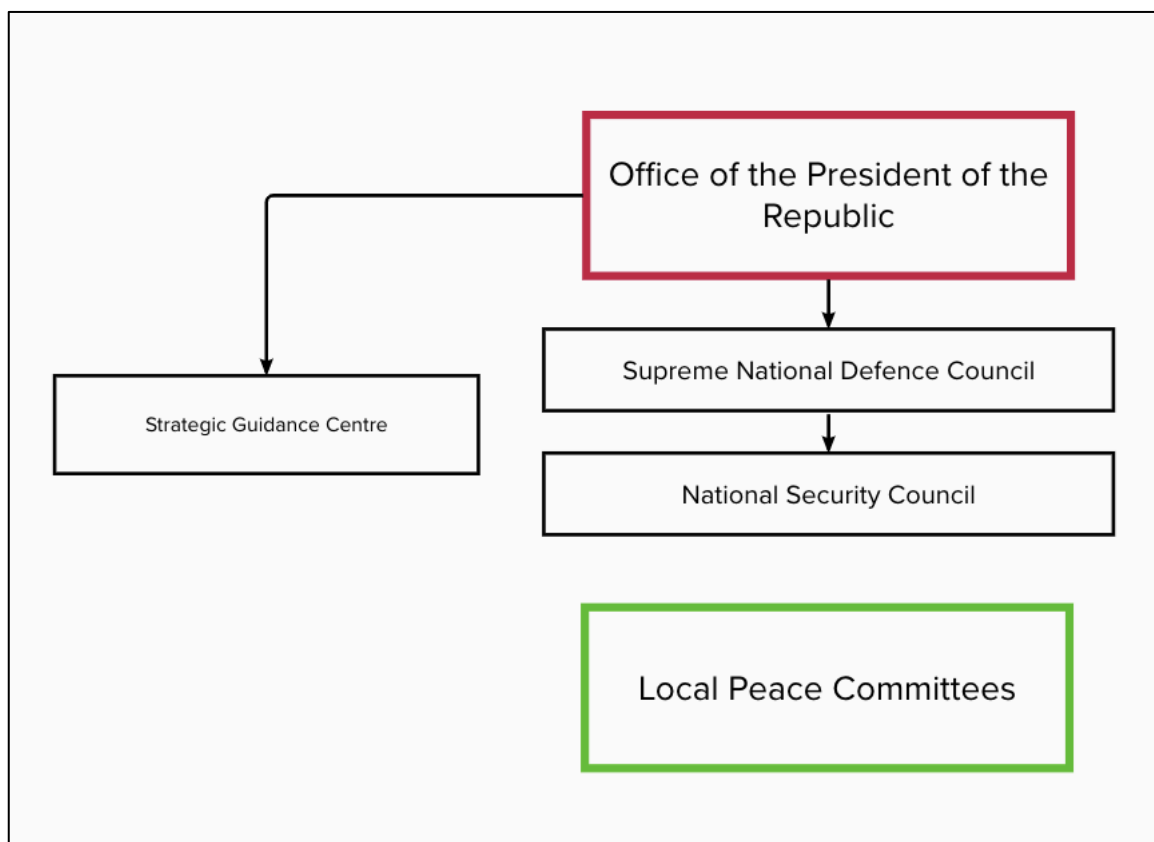 Office of the President of the
Republic
Supreme National Defence Council
Strategic Guidance Centre
National Security Council
Local Peace Committees